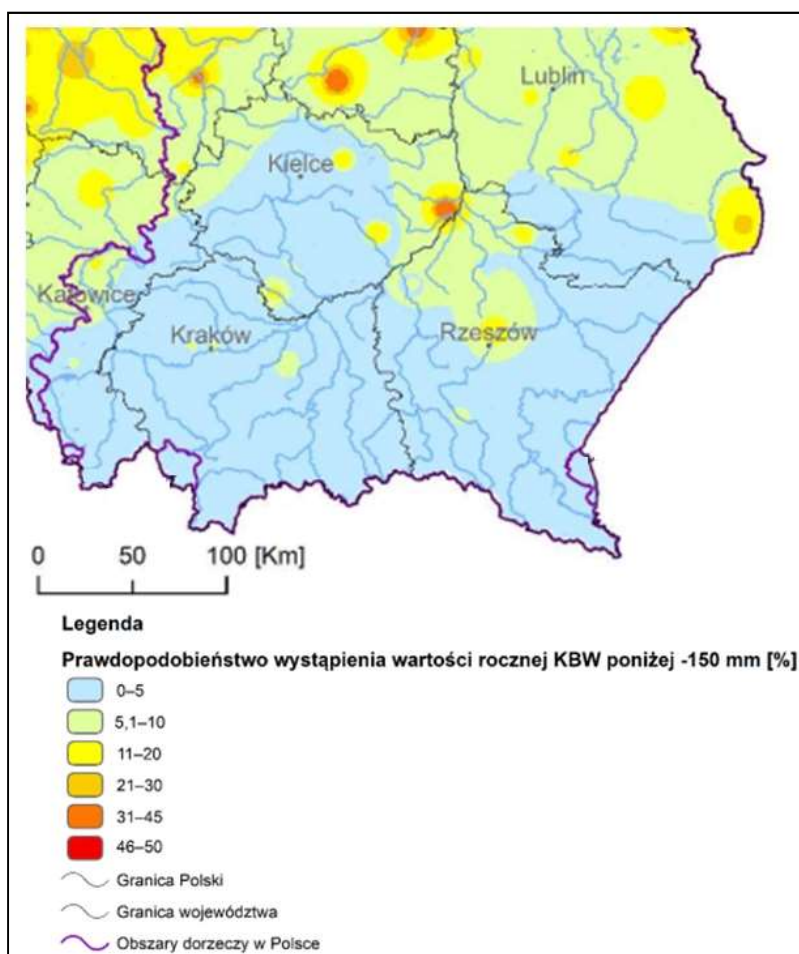 Lublin
Kielce
Katowice
Kraków
Rzeszów
0 50 100 [Km]
Legenda
Prawdopodobieństwo wystąpienia wartości rocznej KBW poniżej -150 mm [%]
0–5
5,1–10
11–20
21–30
31–45
46–50
Granica Polski
Granica województwa
Obszary dorzeczy w Polsce